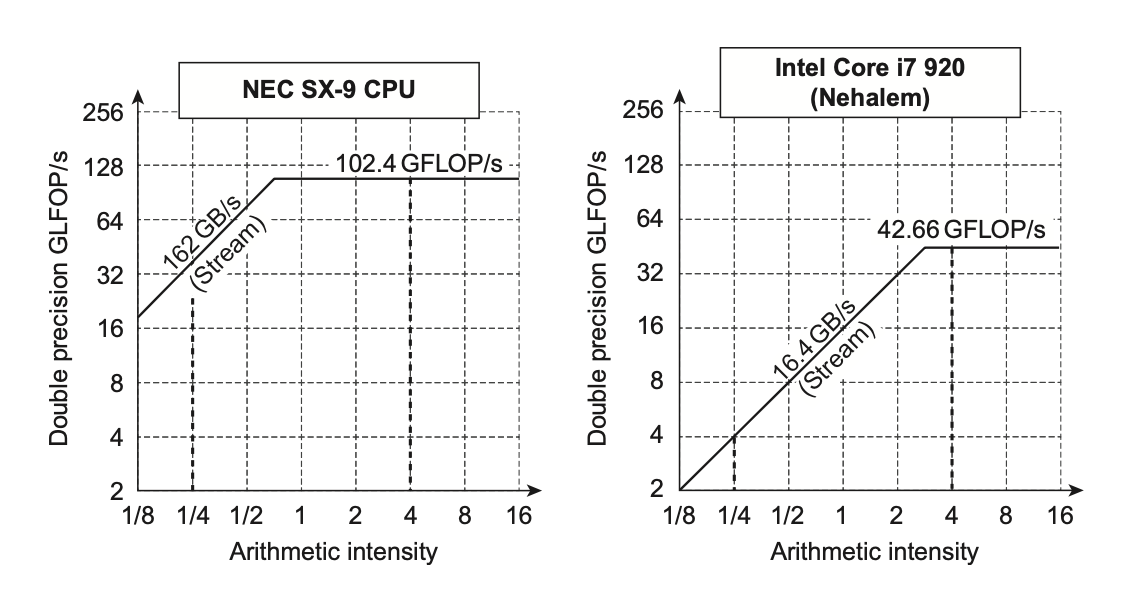 NEC SX-9 CPU
256
128
64
32
16
8
4
2
Double precision GLFOP/s
162 GB/s
(Stream)
102.4 GFLOP/s
1/8 1/4 1/2 1 2 4 8 16
Arithmetic intensity
Intel Core i7 920
(Nehalem)
256
128
64
32
16
8
4
2
Double precision GLFOP/s
16.4 GB/s
(Stream)
42.66 GFLOP/s
1/8 1/4 1/2 1 2 4 8 16
Arithmetic intensity